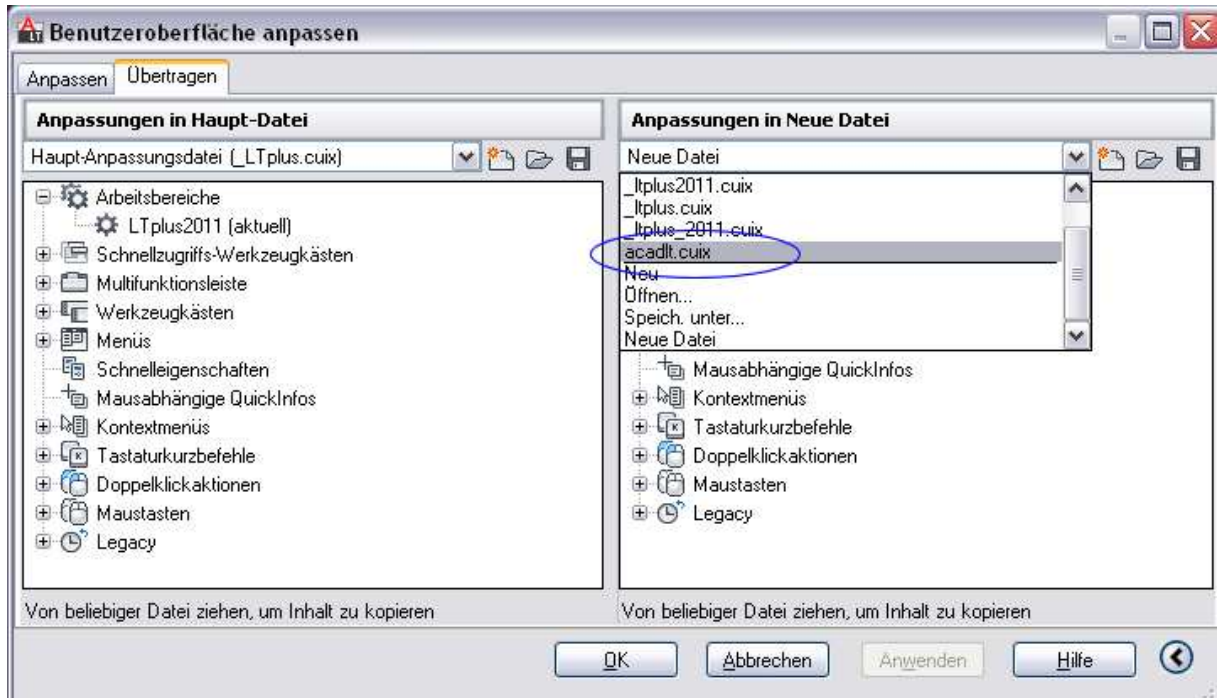 Benutzeroberfläche anpassen
Anpassen Übertragen
Anpassungen in Haupt-Datei
Haupt-Anpassungsdatei (_LTplus.cuix)
Arbeitsbereiche
LTplus2011 (aktuell)
Schnellzugriffs-Werkzeugkästen
Multifunktionsleiste
Werkzeugkästen
Menüs
Schnelleigenschaften
Mausabhängige QuickInfos
Kontextmenüs
Tastaturkurzbefehle
Doppelklickaktionen
Maustasten
Legacy
Von beliebiger Datei ziehen, um Inhalt zu kopieren
Anpassungen in Neue Datei
Neue Datei
_ltplus2011.cuix
_ltplus.cuix
_ltplus_2011.cuix
acadlt.cuix
Neu
Öffnen...
Speich. unter...
Neue Datei
Mausabhängige QuickInfos
Kontextmenüs
Tastaturkurzbefehle
Doppelklickaktionen
Maustasten
Legacy
Von beliebiger Datei ziehen, um Inhalt zu kopieren
OK Abbrechen Anwenden Hilfe